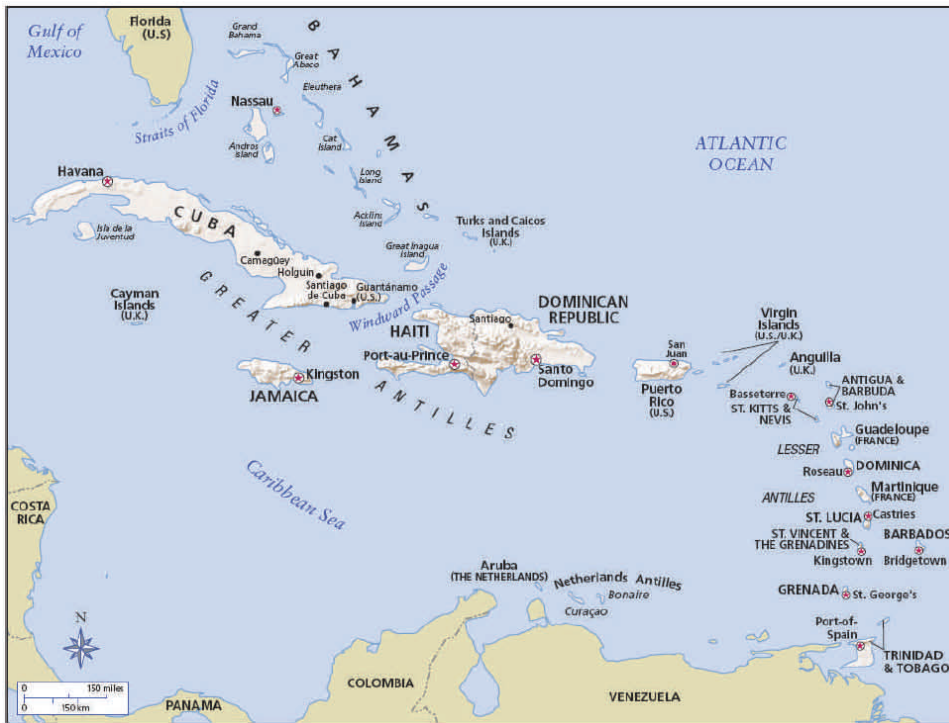 Gulf of
Mexico
Florida
(U.S)
Grand
Bahama
BAHAMAS
Great
Abaco
Eleuthera
Nassau
Straits of Florida
Andros
Island
Cat
Island
ATLANTIC
OCEAN
Havana
Long
Island
CUBA
Isla de la
Juventud
Acklins
Island
Turks and Caicos
Islands
(U.K.)
Great Inagua
Island
Camagüey
Holguín
Santiago
de Cuba
Guantánamo
(U.S.)
Windward Passage
Cayman
Islands
(U.K.)
GREATER
ANTILLES
HAITI
DOMINICAN
REPUBLIC
Santiago
Port-au-Prince
Santo
Domingo
Kingston
JAMAICA
San
Juan
Puerto
Rico
(U.S.)
Virgin
Islands
(U.S./U.K.)
Anguilla
(U.K.)
ANTIGUA &
BARBUDA
St. John's
Basseterre
ST. KITTS &
NEVIS
Guadeloupe
(FRANCE)
LESSER
ANTILLES
Roseau
DOMINICA
Martinique
(FRANCE)
ST. LUCIA
Castries
ST. VINCENT &
THE GRENADINES
Kingstown
BARBADOS
Bridgetown
Caribbean Sea
COSTA
RICA
Aruba
(THE NETHERLANDS)
Netherlands Antilles
Bonaire
Curaçao
GRENADA
St. George's
Port-of-
Spain
TRINIDAD
& TOBAGO
N
0 150 miles
0 150 km
PANAMA
COLOMBIA
VENEZUELA